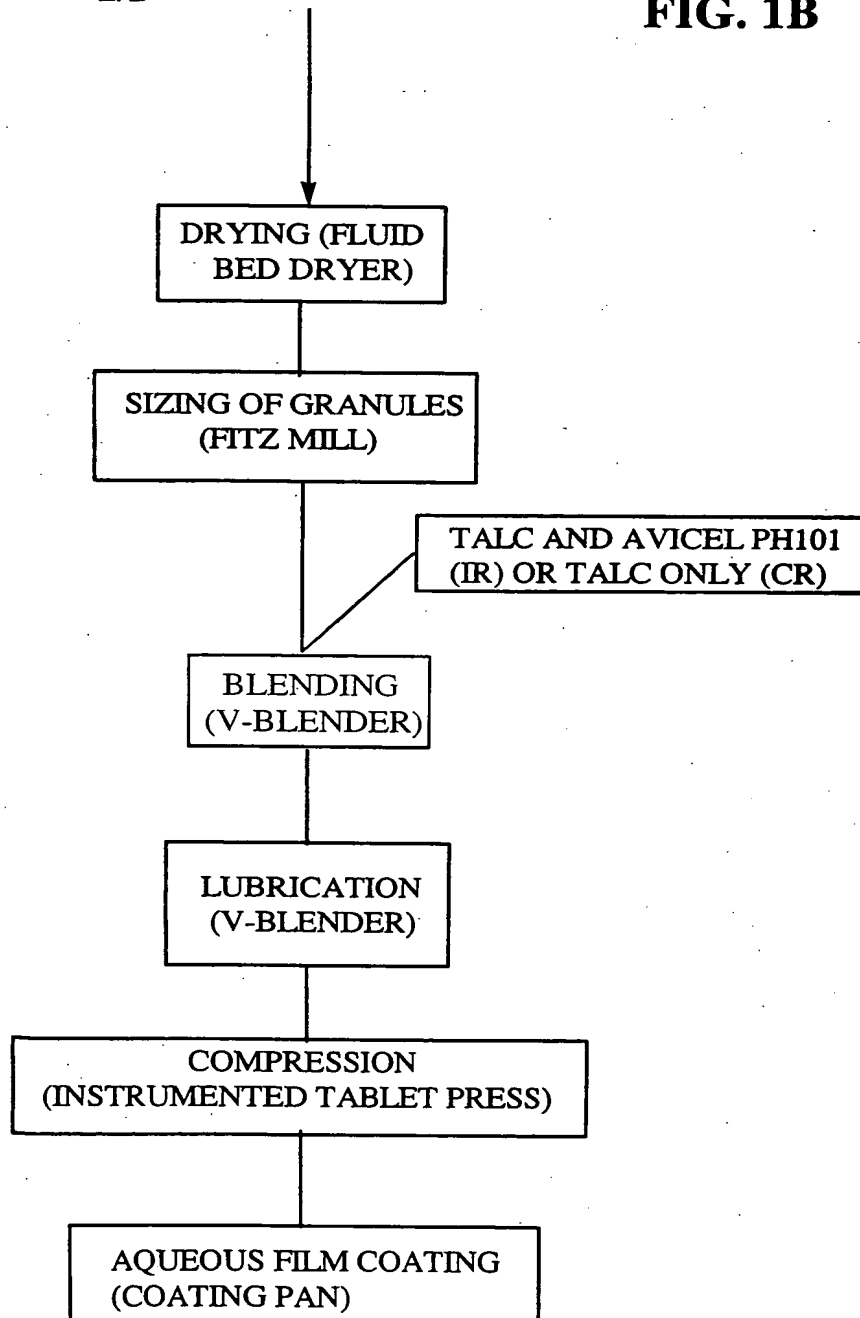 FIG. 1B
DRYING (FLUID
BED DRYER)
SIZING OF GRANULES
(FITZ MILL)
TALC AND AVICEL PH101
(IR) OR TALC ONLY (CR)
BLENDING
(V-BLENDER)
LUBRICATION
(V-BLENDER)
COMPRESSION
(INSTRUMENTED TABLET PRESS)
AQUEOUS FILM COATING
(COATING PAN)